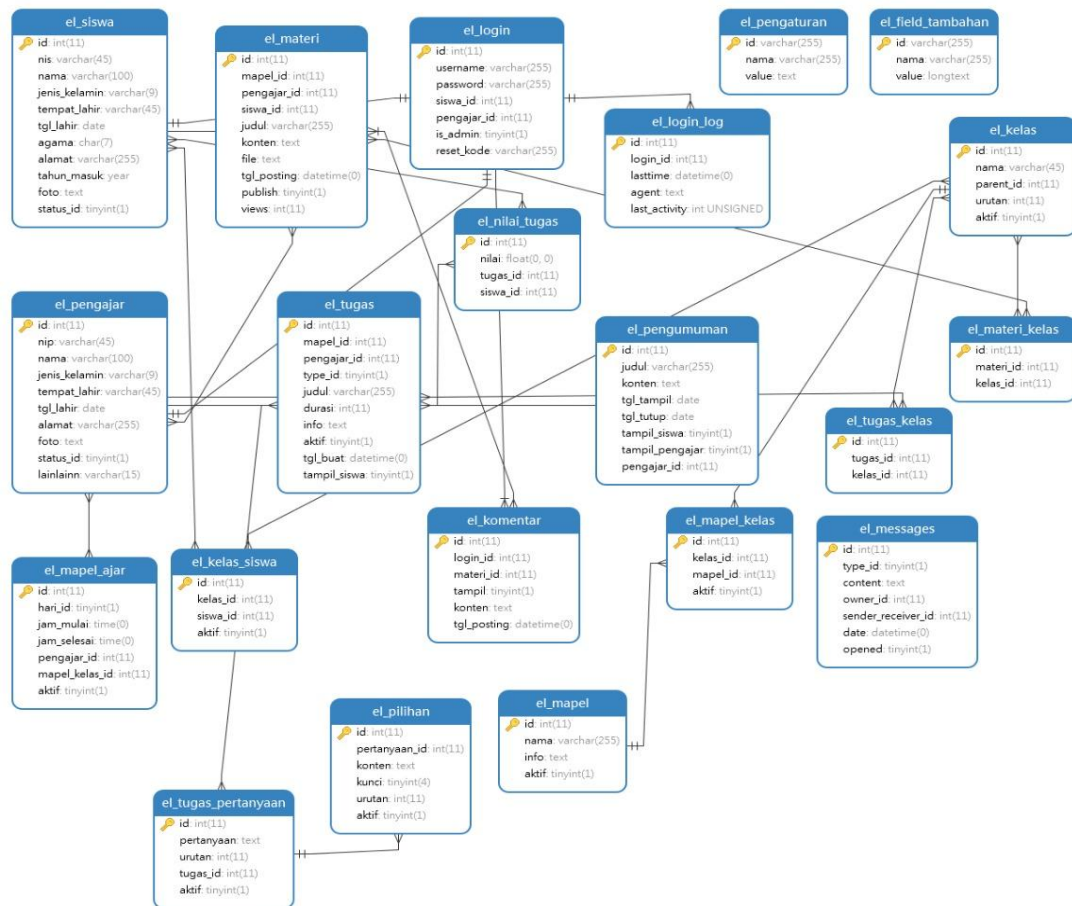 el_siswa
id: int(11)
nis: varchar(45)
nama: varchar(100)
jenis_kelamin: varchar(9)
tempat_lahir: varchar(45)
tgl_lahir: date
agama: char(7)
alamat: varchar(255)
tahun_masuk: year
foto: text
status_id: tinyint(1)
el_materi
id: int(11)
mapel_id: int(11)
pengajar_id: int(11)
siswa_id: int(11)
judul: varchar(255)
konten: text
file: text
tgl_posting: datetime(0)
publish: tinyint(1)
views: int(11)
el_login
id: int(11)
username: varchar(255)
password: varchar(255)
siswa_id: int(11)
pengajar_id: int(11)
is_admin: tinyint(1)
reset_kode: varchar(255)
el_pengaturan
id: varchar(255)
nama: varchar(255)
value: text
el_field_tambahan
id: varchar(255)
nama: varchar(255)
value: longtext
el_login_log
id: int(11)
login_id: int(11)
lasttime: datetime(0)
agent: text
last_activity: int UNSIGNED
el_kelas
id: int(11)
nama: varchar(45)
parent_id: int(11)
urutan: int(11)
aktif: tinyint(1)
el_nilai_tugas
id: int(11)
nilai: float(0, 0)
tugas_id: int(11)
siswa_id: int(11)
el_pengajar
id: int(11)
nip: varchar(45)
nama: varchar(100)
jenis_kelamin: varchar(9)
tempat_lahir: varchar(45)
tgl_lahir: date
alamat: varchar(255)
foto: text
status_id: tinyint(1)
lainlainn: varchar(15)
el_tugas
id: int(11)
mapel_id: int(11)
pengajar_id: int(11)
type_id: tinyint(1)
judul: varchar(255)
durasi: int(11)
info: text
aktif: tinyint(1)
tgl_buat: datetime(0)
tampil_siswa: tinyint(1)
el_pengumuman
id: int(11)
judul: varchar(255)
konten: text
tgl_tampil: date
tgl_tutup: date
tampil_siswa: tinyint(1)
tampil_pengajar: tinyint(1)
pengajar_id: int(11)
el_materi_kelas
id: int(11)
materi_id: int(11)
kelas_id: int(11)
el_tugas_kelas
id: int(11)
tugas_id: int(11)
kelas_id: int(11)
el_mapel_ajar
id: int(11)
hari_id: tinyint(1)
jam_mulai: time(0)
jam_selesai: time(0)
pengajar_id: int(11)
mapel_kelas_id: int(11)
aktif: tinyint(1)
el_kelas_siswa
id: int(11)
kelas_id: int(11)
siswa_id: int(11)
aktif: tinyint(1)
el_komentar
id: int(11)
login_id: int(11)
materi_id: int(11)
tampil: tinyint(1)
konten: text
tgl_posting: datetime(0)
el_mapel_kelas
id: int(11)
kelas_id: int(11)
mapel_id: int(11)
aktif: tinyint(1)
el_messages
id: int(11)
type_id: tinyint(1)
content: text
owner_id: int(11)
sender_receiver_id: int(11)
date: datetime(0)
opened: tinyint(1)
el_pilihan
id: int(11)
pertanyaan_id: int(11)
konten: text
kunci: tinyint(4)
urutan: int(11)
aktif: tinyint(1)
el_mapel
id: int(11)
nama: varchar(255)
info: text
aktif: tinyint(1)
el_tugas_pertanyaan
id: int(11)
pertanyaan: text
urutan: int(11)
tugas_id: int(11)
aktif: tinyint(1)